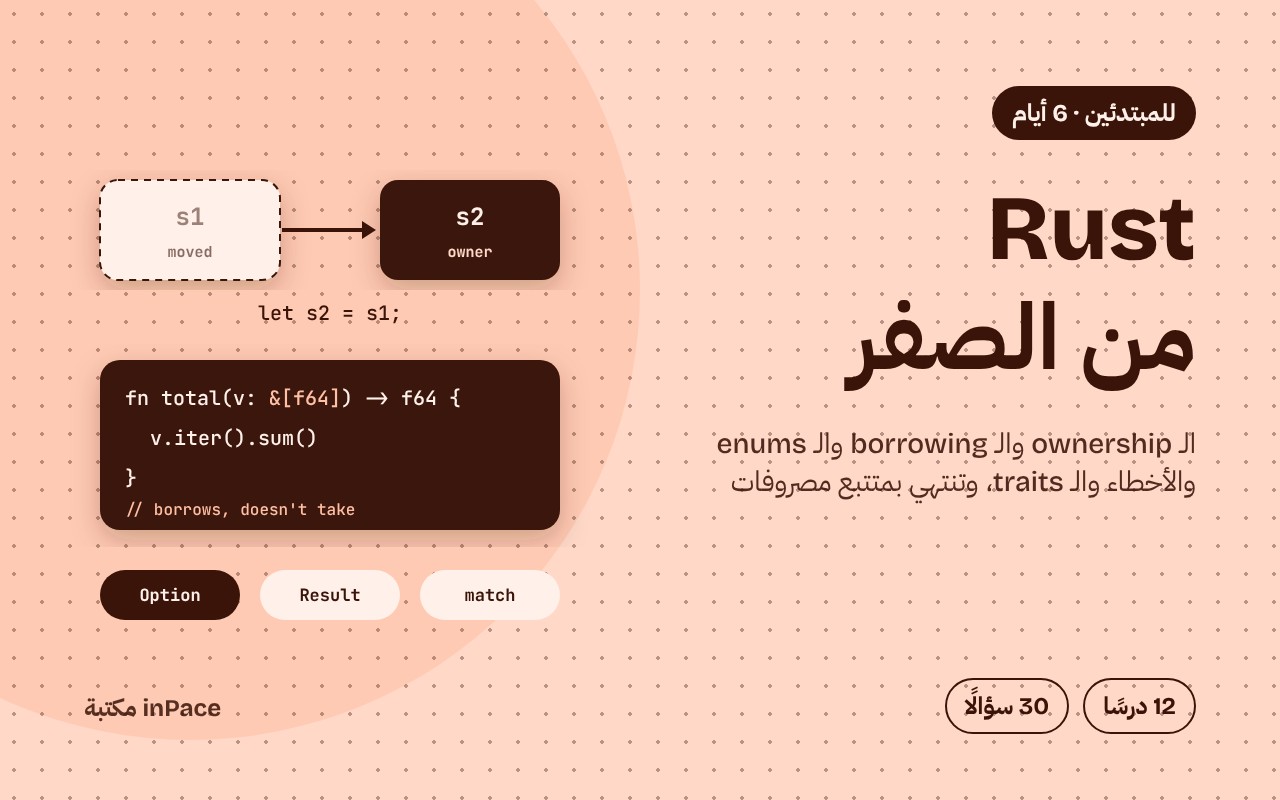 للمبتدئين · 6 أيام
Rust
من الصفر
الـ ownership والـ borrowing والـ enums
والأخطاء والـ traits، وتنتهي بمتتبع مصروفات
12 درسًا
30 سؤالًا
s1
moved
s2
owner
let s2 = s1;
fn total(v: &[f64]) -> f64 {
v.iter().sum()
}
// borrows, doesn't take
Option
Result
match
مكتبة inPace